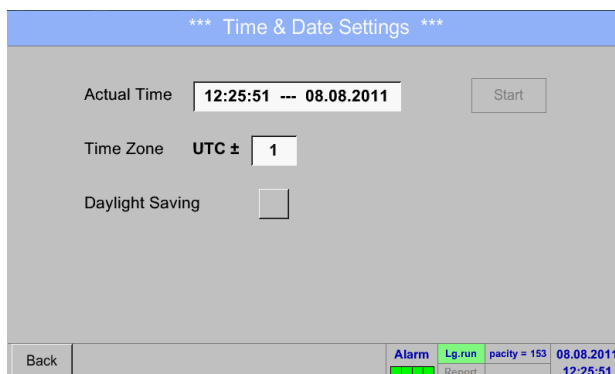 *** Time & Date Settings ***
Actual Time 12:25:51 --- 08.08.2011 Start
Time Zone UTC ± 1
Daylight Saving
Back Alarm Lg.run pacity = 153 08.08.2011
Report 12:25:51